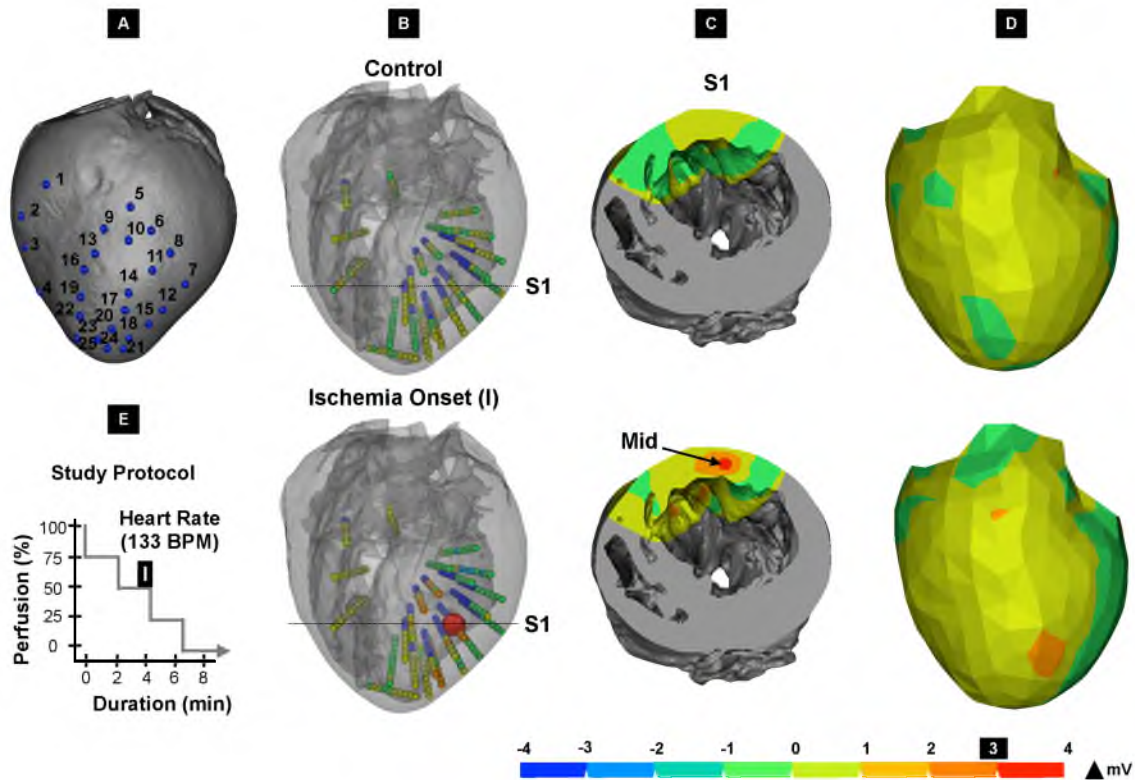 A
B
C
D
Control
S1
1
2
3
4
5
6
7
8
9
10
11
12
13
14
15
16
17
18
19
20
21
22
23
24
25
S1
Ischemia Onset (I)
E
Study Protocol
Heart Rate
(133 BPM)
I
Perfusion (%)
100
75
50
25
0
0 2 4 6 8
Duration (min)
S1
Mid
-4 -3 -2 -1 0 1 2 3 4
mV